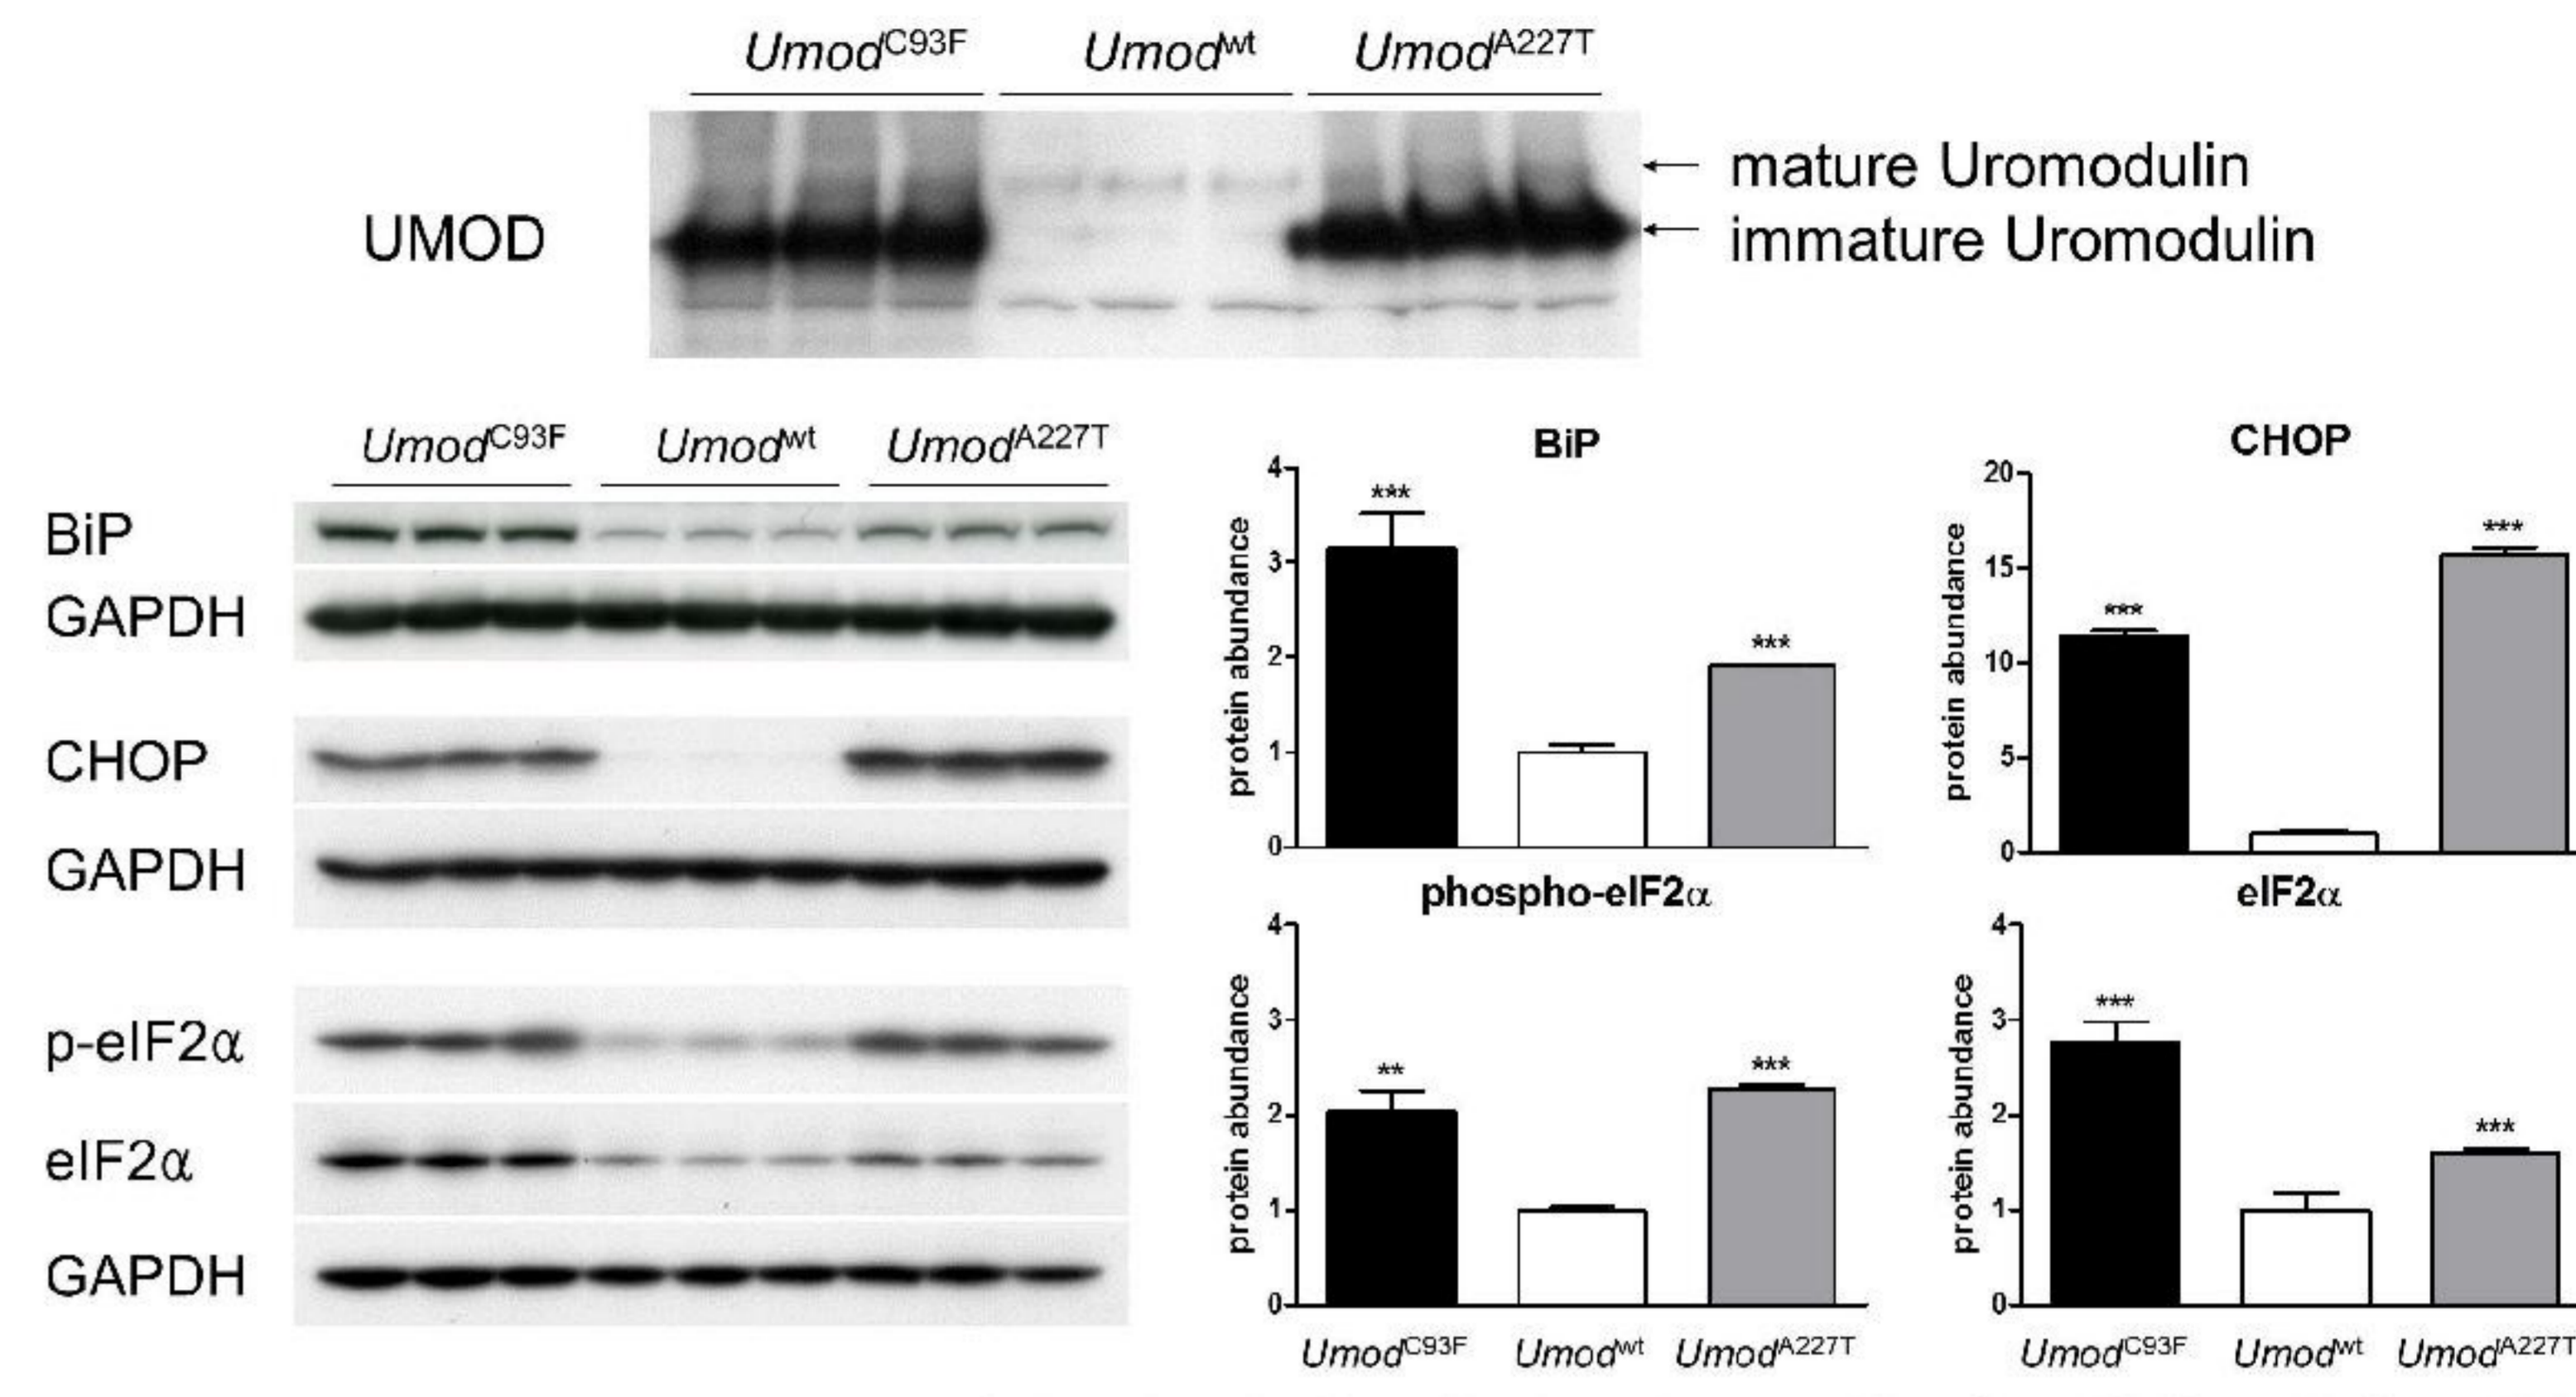 UmodC93F Umodwt UmodA227T
UMOD
mature Uromodulin
immature Uromodulin
UmodC93F Umodwt UmodA227T
BiP
GAPDH
CHOP
GAPDH
p-eIF2α
eIF2α
GAPDH
BiP
protein abundance
4
3
2
1
0
***
***
CHOP
protein abundance
20
15
10
5
0
***
***
phospho-eIF2α
protein abundance
4
3
2
1
0
**
***
UmodC93F Umodwt UmodA227T
eIF2α
protein abundance
4
3
2
1
0
***
***
UmodC93F Umodwt UmodA227T